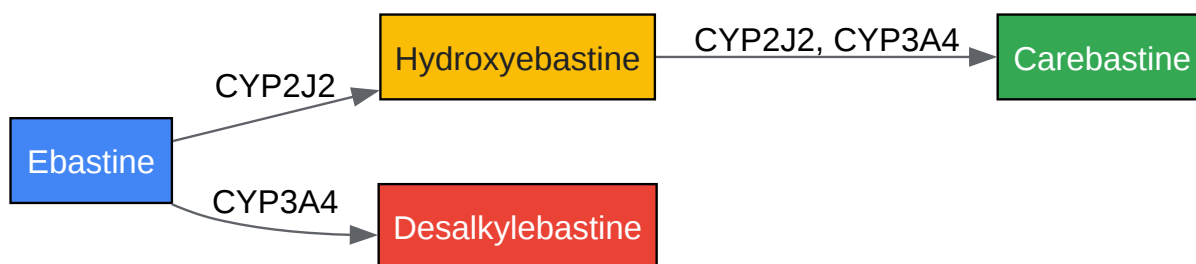 Ebastine
CYP2J2
Hydroxyebastine
CYP2J2, CYP3A4
Carebastine
CYP3A4
Desalkylebastine